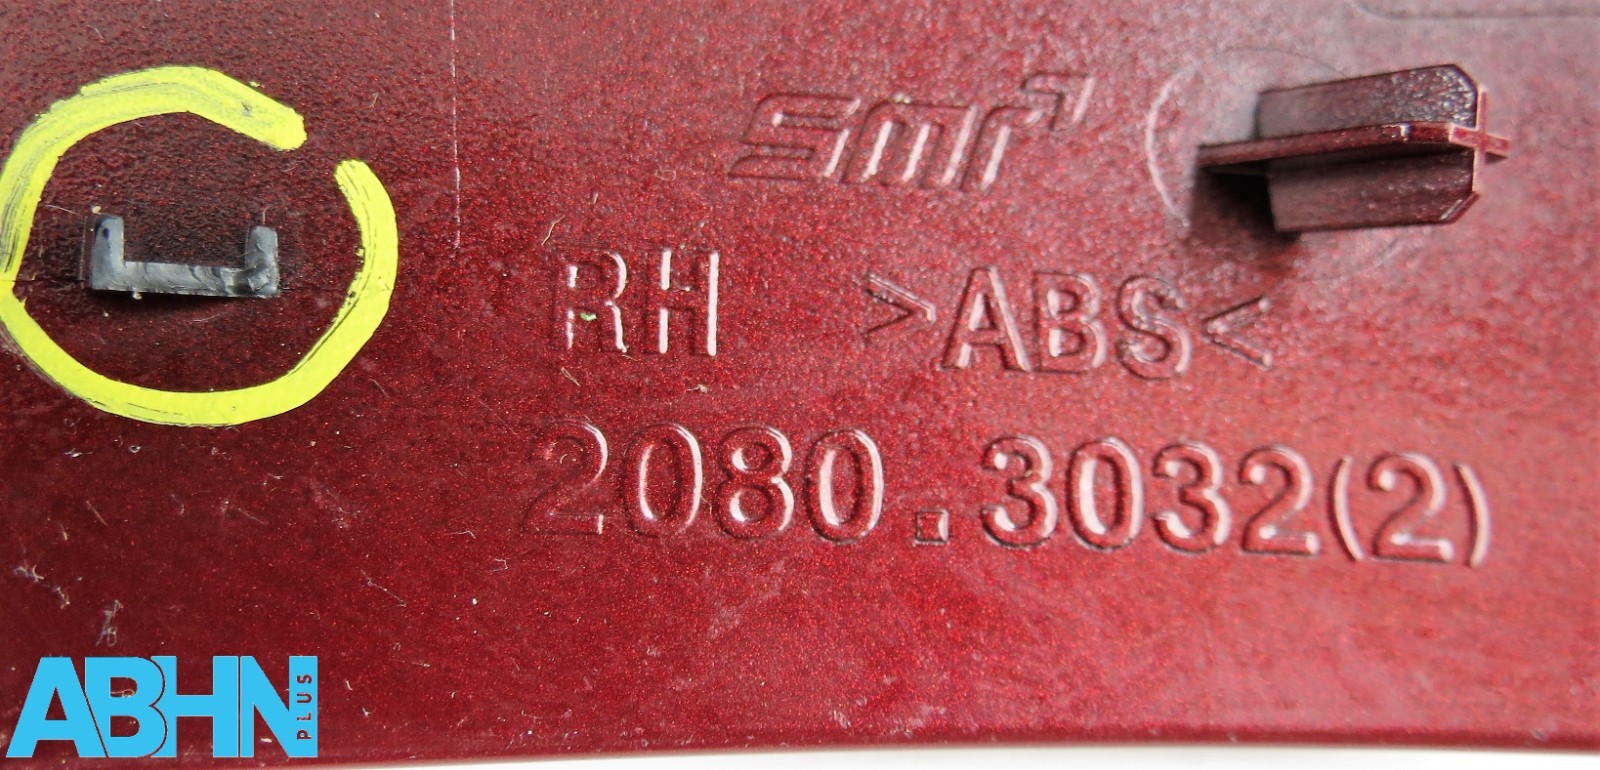 smr
RH >ABS<
2080.3032(2)
ABHN PLUS